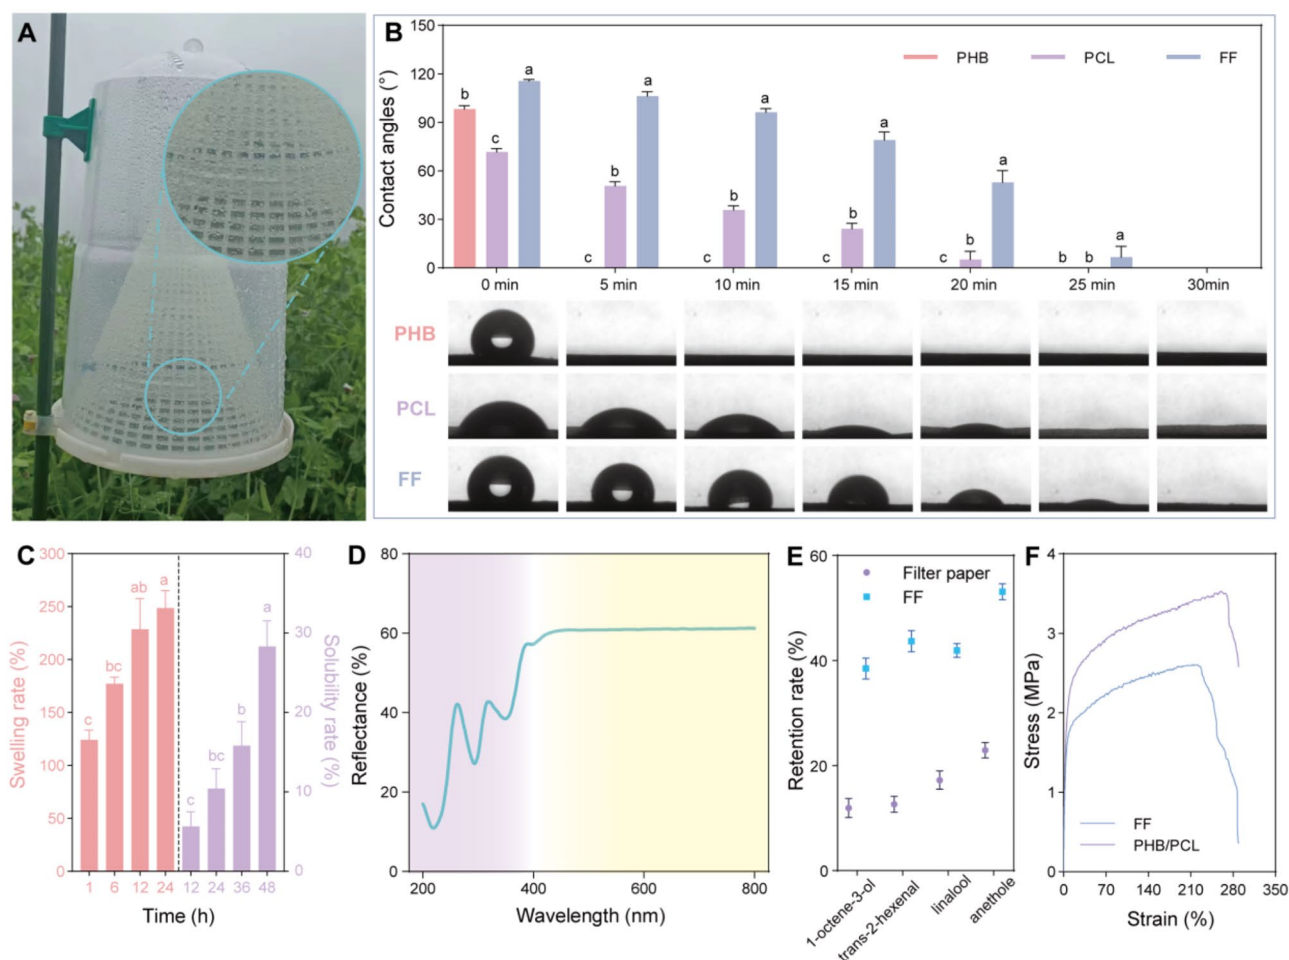 A
B
150
120
90
60
30
0
Contact angles (°)
PHB
PCL
FF
b
c
a
c
b
a
c
b
a
c
b
a
c
b
a
b
b
a
0 min
5 min
10 min
15 min
20 min
25 min
30min
PHB
PCL
FF
C
300
250
200
150
100
50
0
Swelling rate (%)
c
bc
ab
a
c
bc
b
a
40
30
20
10
0
Solubility rate (%)
1 6 12 24 12 24 36 48
Time (h)
D
80
60
40
20
0
Reflectance (%)
200 400 600 800
Wavelength (nm)
E
60
40
20
0
Retention rate (%)
Filter paper
FF
1-octene-3-ol
trans-2-hexenal
linalool
anethole
F
4
3
2
1
0
Stress (MPa)
FF
PHB/PCL
0 70 140 210 280 350
Strain (%)